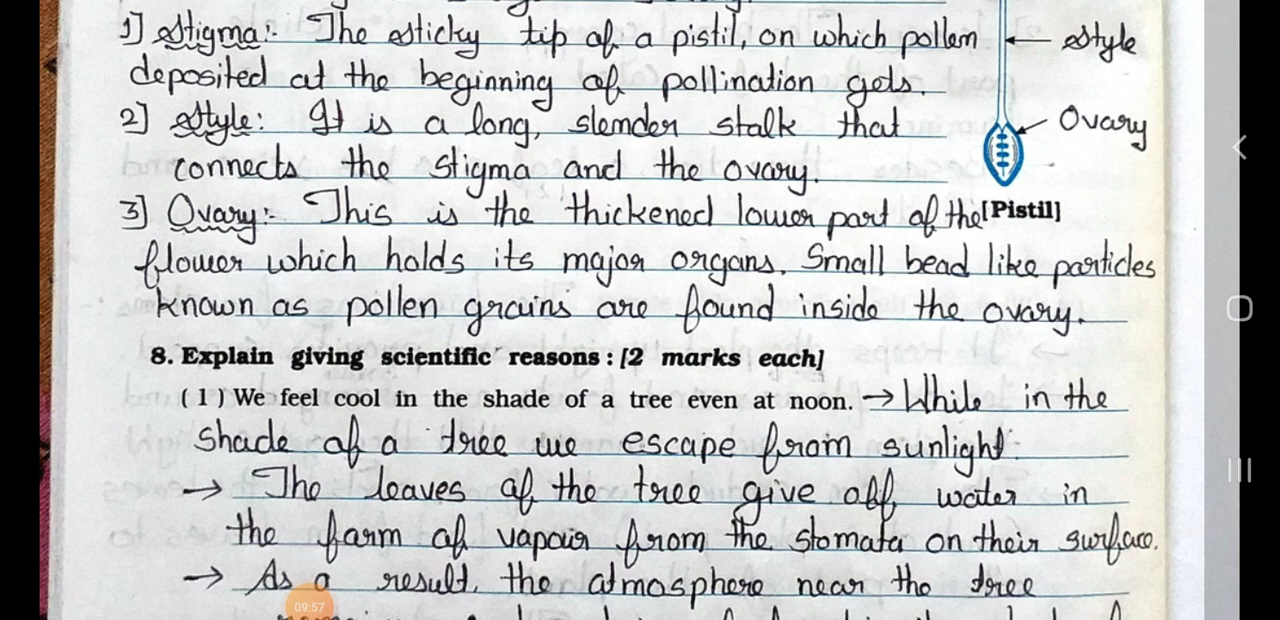 1] Stigma:- The sticky tip of a pistil, on which pollen
deposited at the beginning of pollination gets.
2] Style: It is a long, slender stalk that
connects the stigma and the ovary.
3] Ovary:- This is the thickened lower part of the
flower which holds its major organs. Small bead like particles
known as pollen grains are found inside the ovary.
← Style
Ovary
[Pistil]
8. Explain giving scientific reasons : [2 marks each]
( 1 ) We feel cool in the shade of a tree even at noon. → While in the
shade of a tree we escape from sunlight.
→ The leaves of the tree give off water in
the form of vapour from the stomata on their surface.
→ As a result, the atmosphere near the tree
09:57